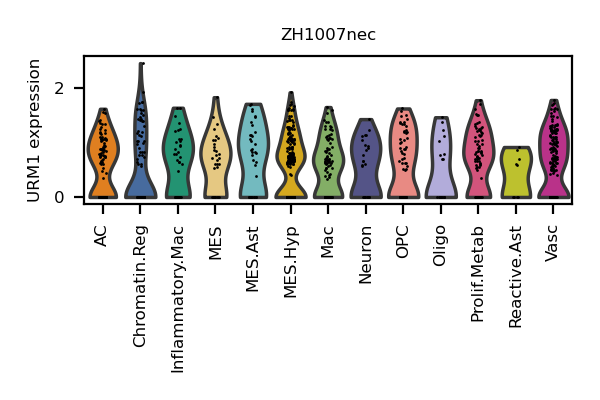 ZH1007nec
URM1 expression
2
0
AC
Chromatin.Reg
Inflammatory.Mac
MES
MES.Ast
MES.Hyp
Mac
Neuron
OPC
Oligo
Prolif.Metab
Reactive.Ast
Vasc